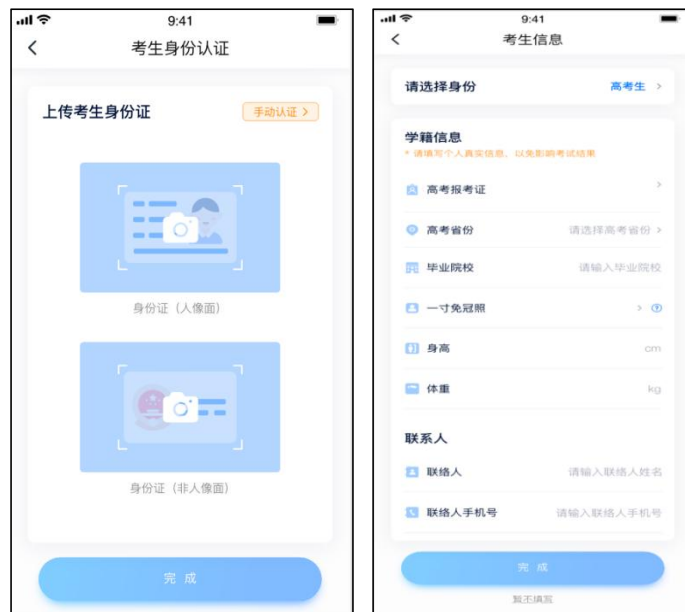 9:41
考生身份认证
上传考生身份证
手动认证 >
身份证（人像面）
身份证（非人像面）
完 成
9:41
考生信息
请选择身份
高考生 >
学籍信息
* 请填写个人真实信息，以免影响考试结果
高考报考证 >
高考省份
请选择高考省份 >
毕业院校
请输入毕业院校
一寸免冠照 >
身高
cm
体重
kg
联系人
联络人
请输入联络人姓名
联络人手机号
请输入联络人手机号
完 成
暂不填写